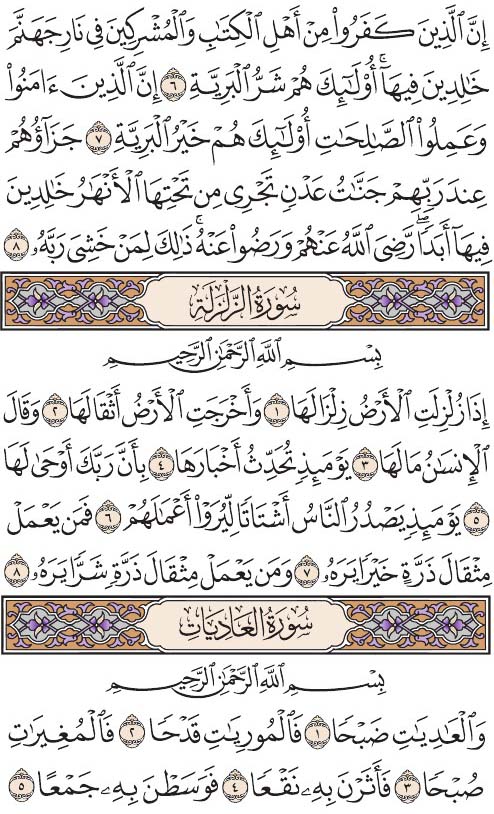 إِنَّ ٱلَّذِينَ كَفَرُوا۟ مِنْ أَهْلِ ٱلْكِتَٰبِ وَٱلْمُشْرِكِينَ فِى نَارِ جَهَنَّمَ
خَٰلِدِينَ فِيهَآ ۚ أُو۟لَٰٓئِكَ هُمْ شَرُّ ٱلْبَرِيَّةِ ٦ إِنَّ ٱلَّذِينَ ءَامَنُوا۟
وَعَمِلُوا۟ ٱلصَّٰلِحَٰتِ أُو۟لَٰٓئِكَ هُمْ خَيْرُ ٱلْبَرِيَّةِ ٧ جَزَآؤُهُمْ
عِندَ رَبِّهِمْ جَنَّٰتُ عَدْنٍ تَجْرِى مِن تَحْتِهَا ٱلْأَنْهَٰرُ خَٰلِدِينَ
فِيهَآ أَبَدًا ۖ رَّضِىَ ٱللَّهُ عَنْهُمْ وَرَضُوا۟ عَنْهُ ۚ ذَٰلِكَ لِمَنْ خَشِىَ رَبَّهُۥ ٨
سُورَةُ الزَّلْزَلَةِ
بِسْمِ ٱللَّهِ ٱلرَّحْمَٰنِ ٱلرَّحِيمِ
إِذَا زُلْزِلَتِ ٱلْأَرْضُ زِلْزَالَهَا ١ وَأَخْرَجَتِ ٱلْأَرْضُ أَثْقَالَهَا ٢ وَقَالَ
ٱلْإِنسَٰنُ مَا لَهَا ٣ يَوْمَئِذٍ تُحَدِّثُ أَخْبَارَهَا ٤ بِأَنَّ رَبَّكَ أَوْحَىٰ لَهَا
٥ يَوْمَئِذٍ يَصْدُرُ ٱلنَّاسُ أَشْتَاتًا لِّيُرَوْا۟ أَعْمَٰلَهُمْ ٦ فَمَن يَعْمَلْ
مِثْقَالَ ذَرَّةٍ خَيْرًا يَرَهُۥ ٧ وَمَن يَعْمَلْ مِثْقَالَ ذَرَّةٍ شَرًّا يَرَهُۥ ٨
سُورَةُ العَادِيَاتِ
بِسْمِ ٱللَّهِ ٱلرَّحْمَٰنِ ٱلرَّحِيمِ
وَٱلْعَٰدِيَٰتِ ضَبْحًا ١ فَٱلْمُورِيَٰتِ قَدْحًا ٢ فَٱلْمُغِيرَٰتِ
صُبْحًا ٣ فَأَثَرْنَ بِهِۦ نَقْعًا ٤ فَوَسَطْنَ بِهِۦ جَمْعًا ٥